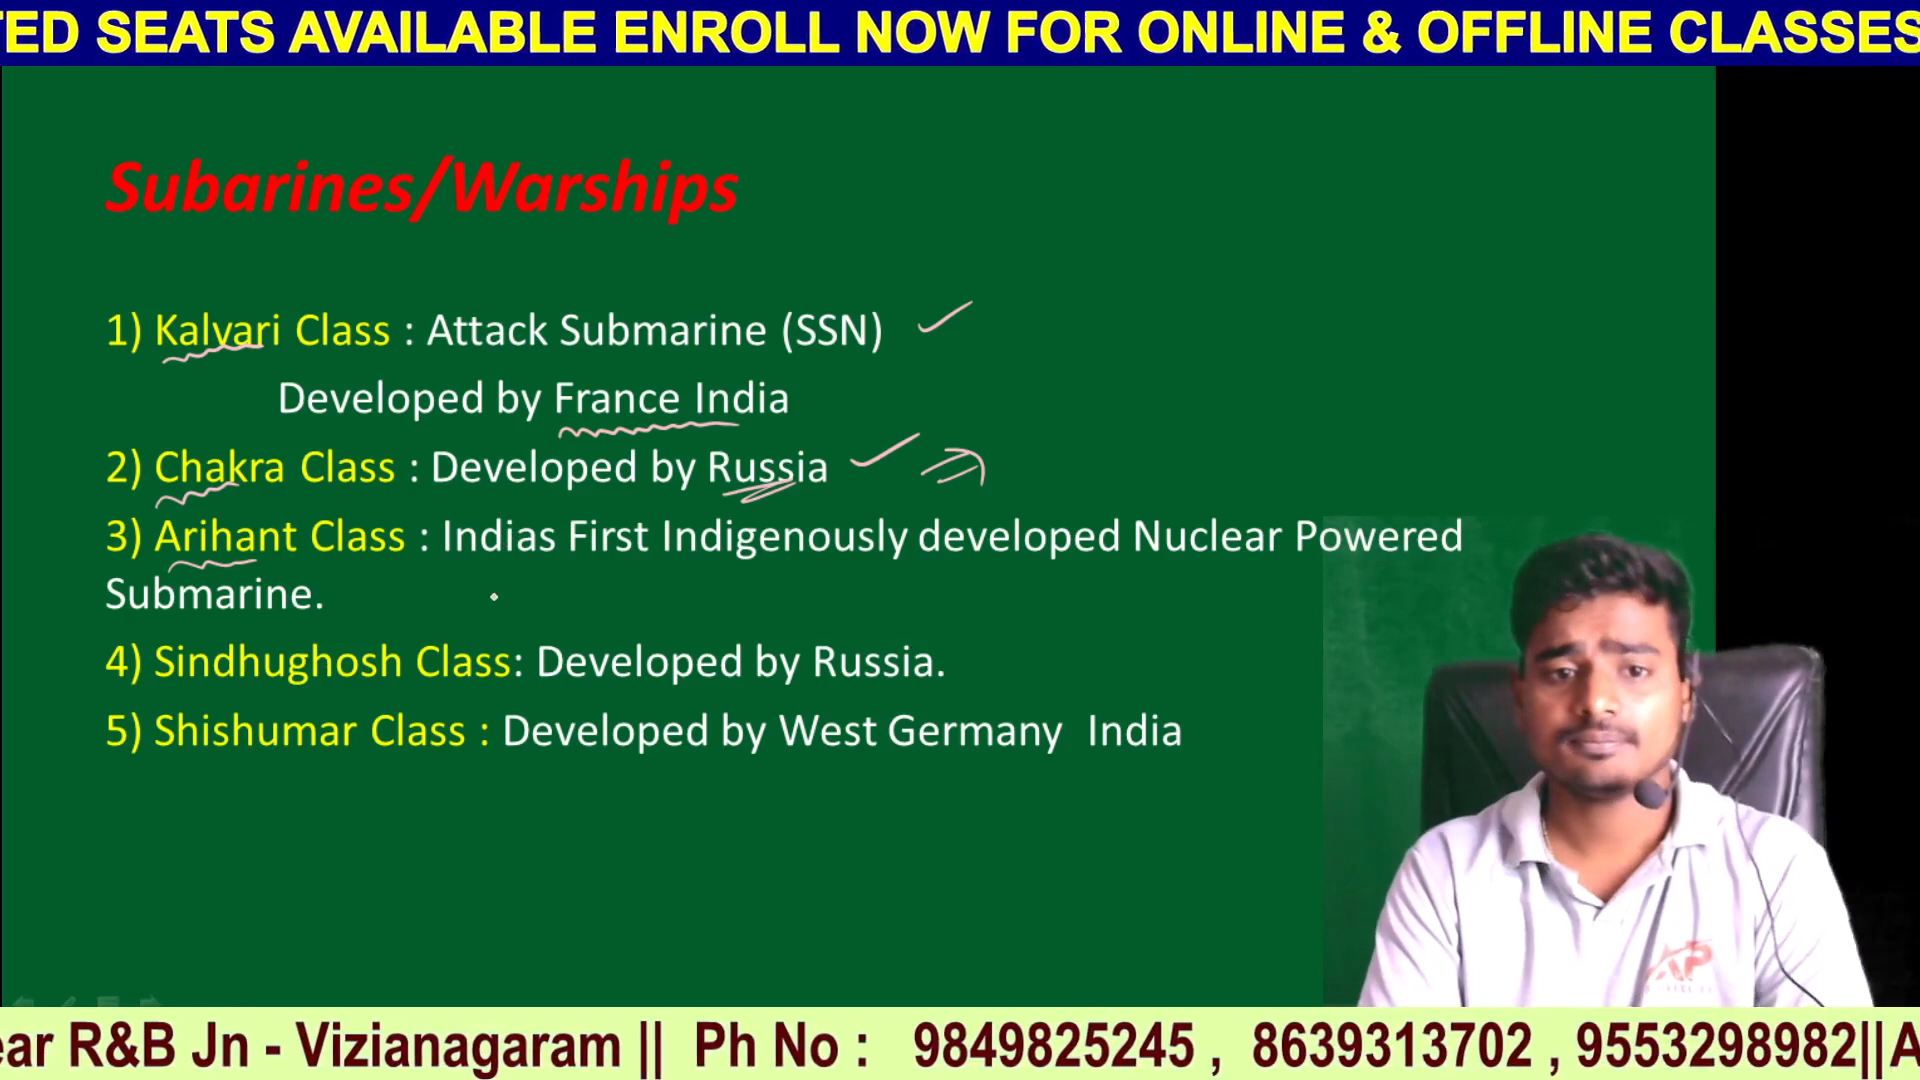 TED SEATS AVAILABLE ENROLL NOW FOR ONLINE & OFFLINE CLASSES
Subarines/Warships
1) Kalvari Class : Attack Submarine (SSN)
Developed by France India
2) Chakra Class : Developed by Russia
3) Arihant Class : Indias First Indigenously developed Nuclear Powered
Submarine.
4) Sindhughosh Class: Developed by Russia.
5) Shishumar Class : Developed by West Germany India
AP
ear R&B Jn - Vizianagaram || Ph No : 9849825245 , 8639313702 , 9553298982||A